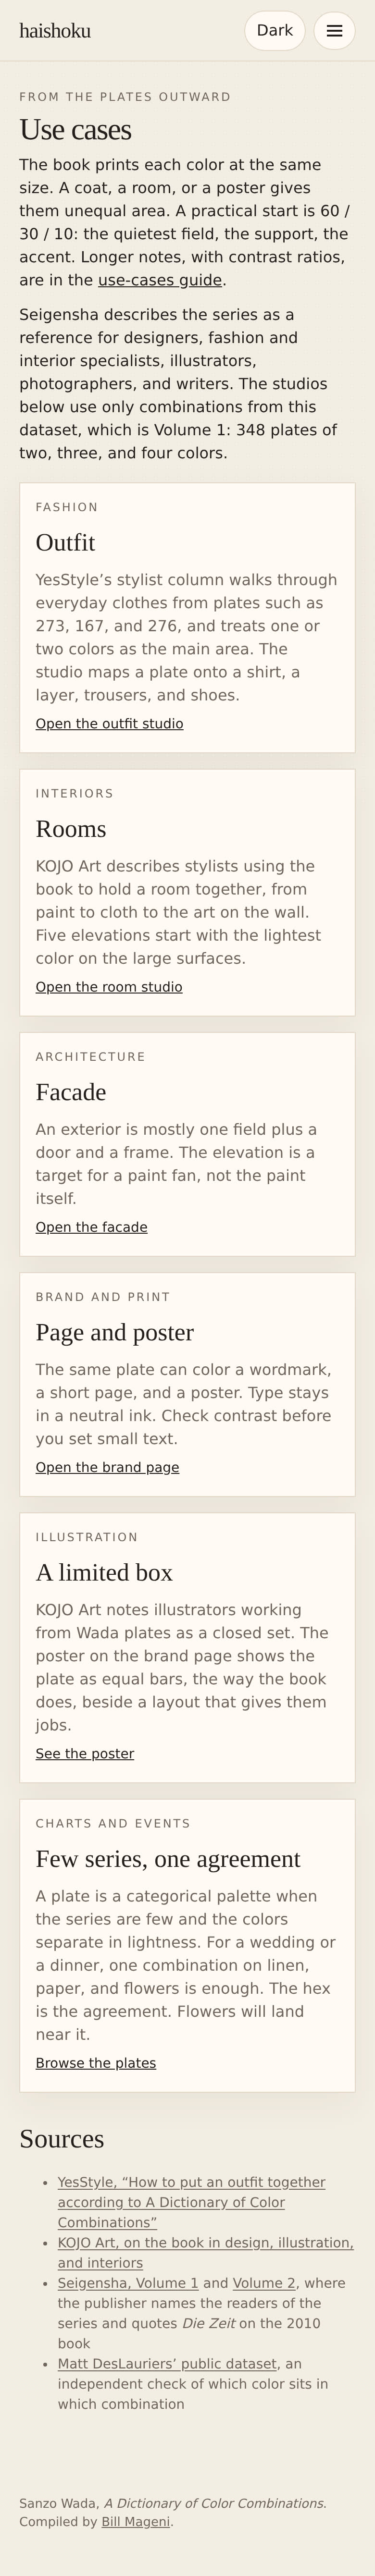 haishoku
Dark
FROM THE PLATES OUTWARD
Use cases
The book prints each color at the same
size. A coat, a room, or a poster gives
them unequal area. A practical start is 60 /
30 / 10: the quietest field, the support, the
accent. Longer notes, with contrast ratios,
are in the use-cases guide.
Seigensha describes the series as a
reference for designers, fashion and
interior specialists, illustrators,
photographers, and writers. The studios
below use only combinations from this
dataset, which is Volume 1: 348 plates of
two, three, and four colors.
FASHION
Outfit
YesStyle’s stylist column walks through
everyday clothes from plates such as
273, 167, and 276, and treats one or
two colors as the main area. The
studio maps a plate onto a shirt, a
layer, trousers, and shoes.
Open the outfit studio
INTERIORS
Rooms
KOJO Art describes stylists using the
book to hold a room together, from
paint to cloth to the art on the wall.
Five elevations start with the lightest
color on the large surfaces.
Open the room studio
ARCHITECTURE
Facade
An exterior is mostly one field plus a
door and a frame. The elevation is a
target for a paint fan, not the paint
itself.
Open the facade
BRAND AND PRINT
Page and poster
The same plate can color a wordmark,
a short page, and a poster. Type stays
in a neutral ink. Check contrast before
you set small text.
Open the brand page
ILLUSTRATION
A limited box
KOJO Art notes illustrators working
from Wada plates as a closed set. The
poster on the brand page shows the
plate as equal bars, the way the book
does, beside a layout that gives them
jobs.
See the poster
CHARTS AND EVENTS
Few series, one agreement
A plate is a categorical palette when
the series are few and the colors
separate in lightness. For a wedding or
a dinner, one combination on linen,
paper, and flowers is enough. The hex
is the agreement. Flowers will land
near it.
Browse the plates
Sources
• YesStyle, “How to put an outfit together
according to A Dictionary of Color
Combinations”
• KOJO Art, on the book in design, illustration,
and interiors
• Seigensha, Volume 1 and Volume 2, where
the publisher names the readers of the
series and quotes Die Zeit on the 2010
book
• Matt DesLauriers’ public dataset, an
independent check of which color sits in
which combination
Sanzo Wada, A Dictionary of Color Combinations.
Compiled by Bill Mageni.